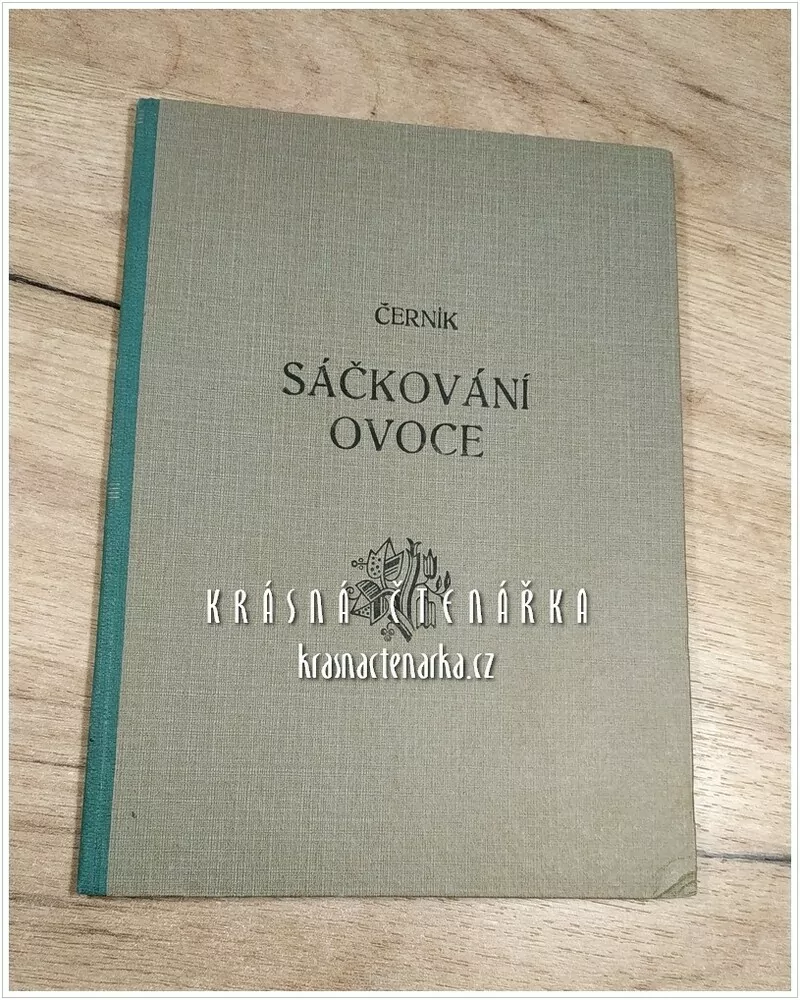 ČERNÍK
SÁČKOVÁNÍ
OVOCE
KRÁSNÁ ČTENÁŘKA
krasnactenarka.cz